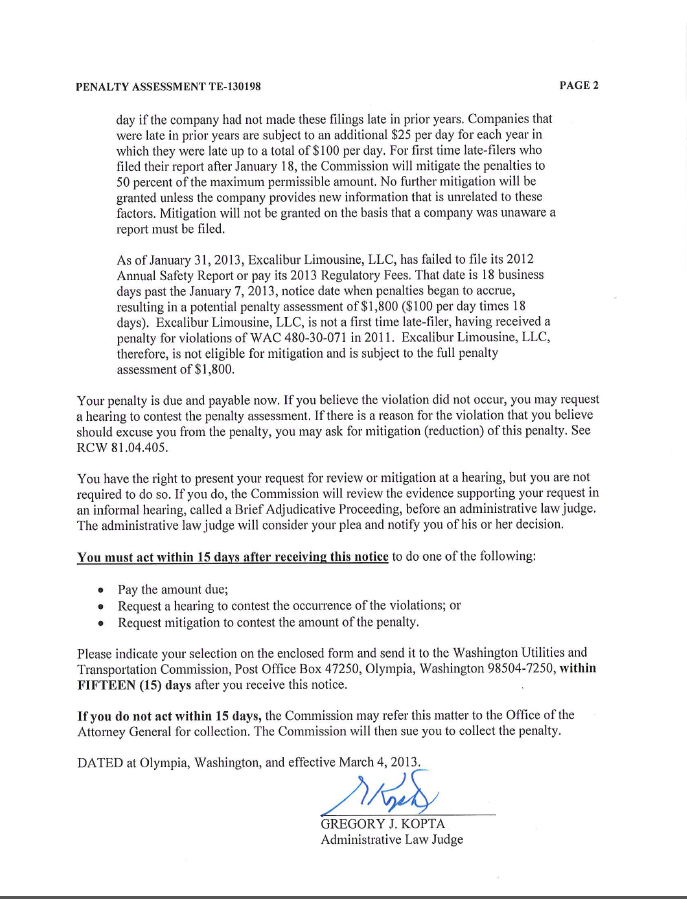 PENALTY ASSESSMENT TE-130198 PAGE 2
day if the company had not made these filings late in prior years. Companies that
were late in prior years are subject to an additional $25 per day for each year in
which they were late up to a total of $100 per day. For first time late-filers who
filed their report after January 18, the Commission will mitigate the penalties to
50 percent of the maximum permissible amount. No further mitigation will be
granted unless the company provides new information that is unrelated to these
factors. Mitigation will not be granted on the basis that a company was unaware a
report must be filed.
As of January 31, 2013, Excalibur Limousine, LLC, has failed to file its 2012
Annual Safety Report or pay its 2013 Regulatory Fees. That date is 18 business
days past the January 7, 2013, notice date when penalties began to accrue,
resulting in a potential penalty assessment of $1,800 ($100 per day times 18
days). Excalibur Limousine, LLC, is not a first time late-filer, having received a
penalty for violations of WAC 480-30-071 in 2011. Excalibur Limousine, LLC,
therefore, is not eligible for mitigation and is subject to the full penalty
assessment of $1,800.
Your penalty is due and payable now. If you believe the violation did not occur, you may request
a hearing to contest the penalty assessment. If there is a reason for the violation that you believe
should excuse you from the penalty, you may ask for mitigation (reduction) of this penalty. See
RCW 81.04.405.
You have the right to present your request for review or mitigation at a hearing, but you are not
required to do so. If you do, the Commission will review the evidence supporting your request in
an informal hearing, called a Brief Adjudicative Proceeding, before an administrative law judge.
The administrative law judge will consider your plea and notify you of his or her decision.
You must act within 15 days after receiving this notice to do one of the following:
• Pay the amount due;
• Request a hearing to contest the occurrence of the violations; or
• Request mitigation to contest the amount of the penalty.
Please indicate your selection on the enclosed form and send it to the Washington Utilities and
Transportation Commission, Post Office Box 47250, Olympia, Washington 98504-7250, within
FIFTEEN (15) days after you receive this notice.
If you do not act within 15 days, the Commission may refer this matter to the Office of the
Attorney General for collection. The Commission will then sue you to collect the penalty.
DATED at Olympia, Washington, and effective March 4, 2013.
GREGORY J. KOPTA
Administrative Law Judge